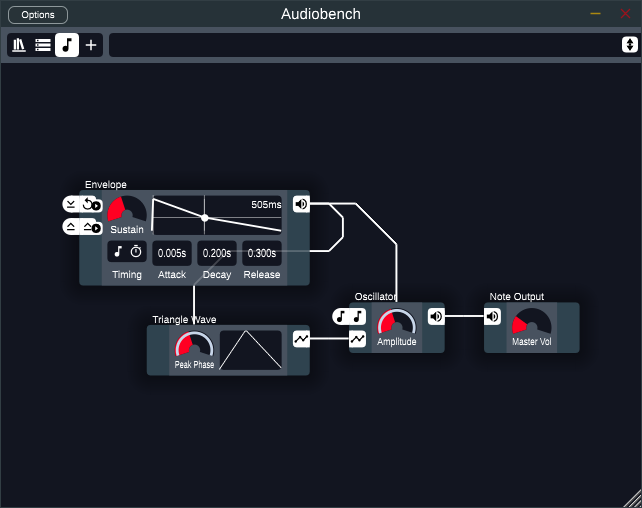 Options
Audiobench
Envelope
505ms
Sustain
0.005s
0.200s
0.300s
Timing
Attack
Decay
Release
Triangle Wave
Peak Phase
Oscillator
Amplitude
Note Output
Master Vol